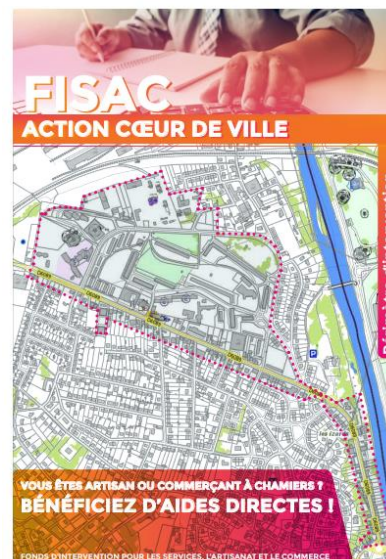 FISAC
ACTION CŒUR DE VILLE
P
VOUS ÊTES ARTISAN OU COMMERÇANT À CHAMIERS ?
BÉNÉFICIEZ D'AIDES DIRECTES !
FONDS D'INTERVENTION POUR LES SERVICES, L'ARTISANAT ET LE COMMERCE